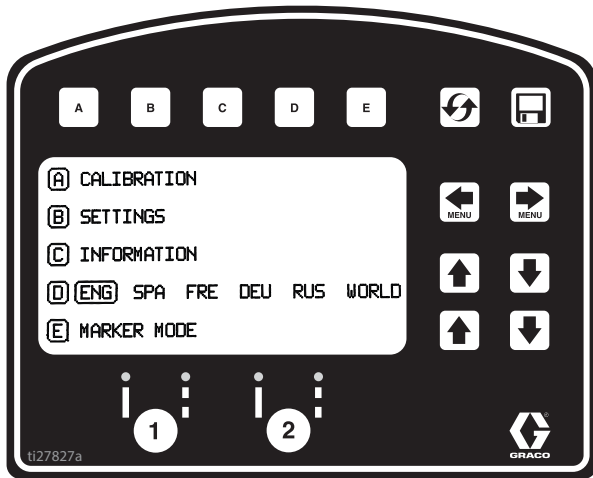 A B C D E
A CALIBRATION
B SETTINGS
C INFORMATION
D ENG SPA FRE DEU RUS WORLD
E MARKER MODE
MENU MENU
1 2
ti27827a
GRACO